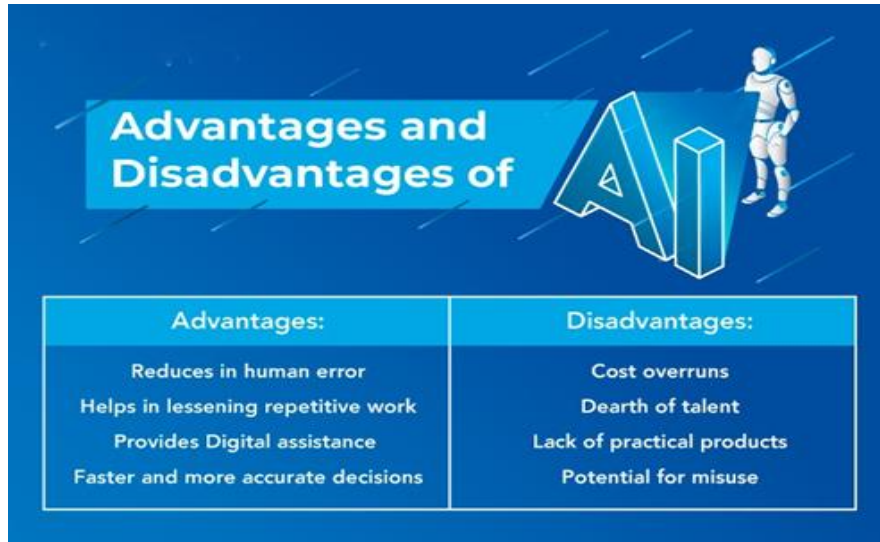 Advantages and
Disadvantages of
AI
Advantages:
Reduces in human error
Helps in lessening repetitive work
Provides Digital assistance
Faster and more accurate decisions
Disadvantages:
Cost overruns
Dearth of talent
Lack of practical products
Potential for misuse